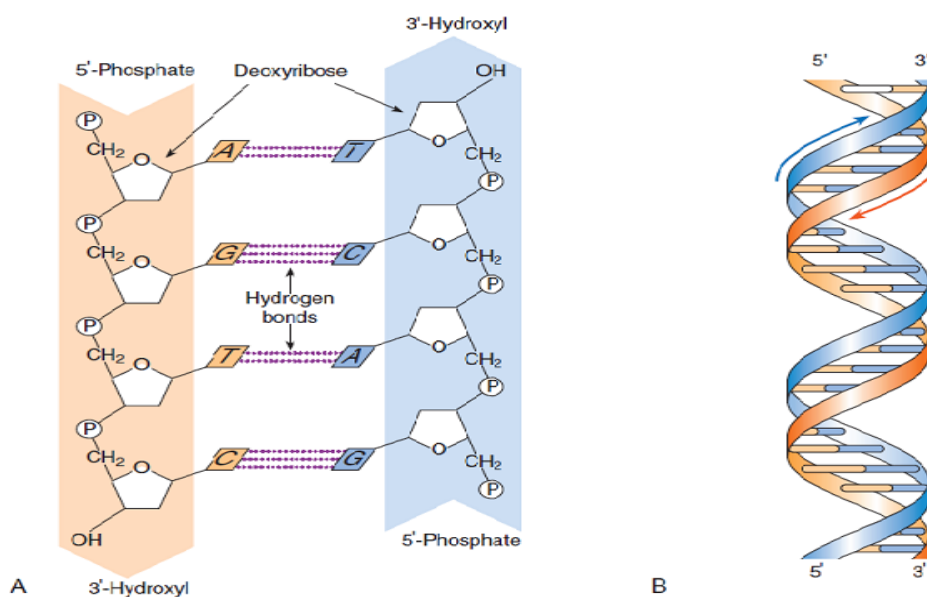 3'-Hydroxyl
5'-Phosphate
Deoxyribose
OH
P
CH2
O
A
T
O
CH2
P
P
CH2
O
G
C
O
CH2
P
Hydrogen
bonds
P
CH2
O
T
A
O
CH2
P
P
CH2
O
C
G
O
CH2
P
OH
5'-Phosphate
3'-Hydroxyl
A
5'
3'
5'
3'
B